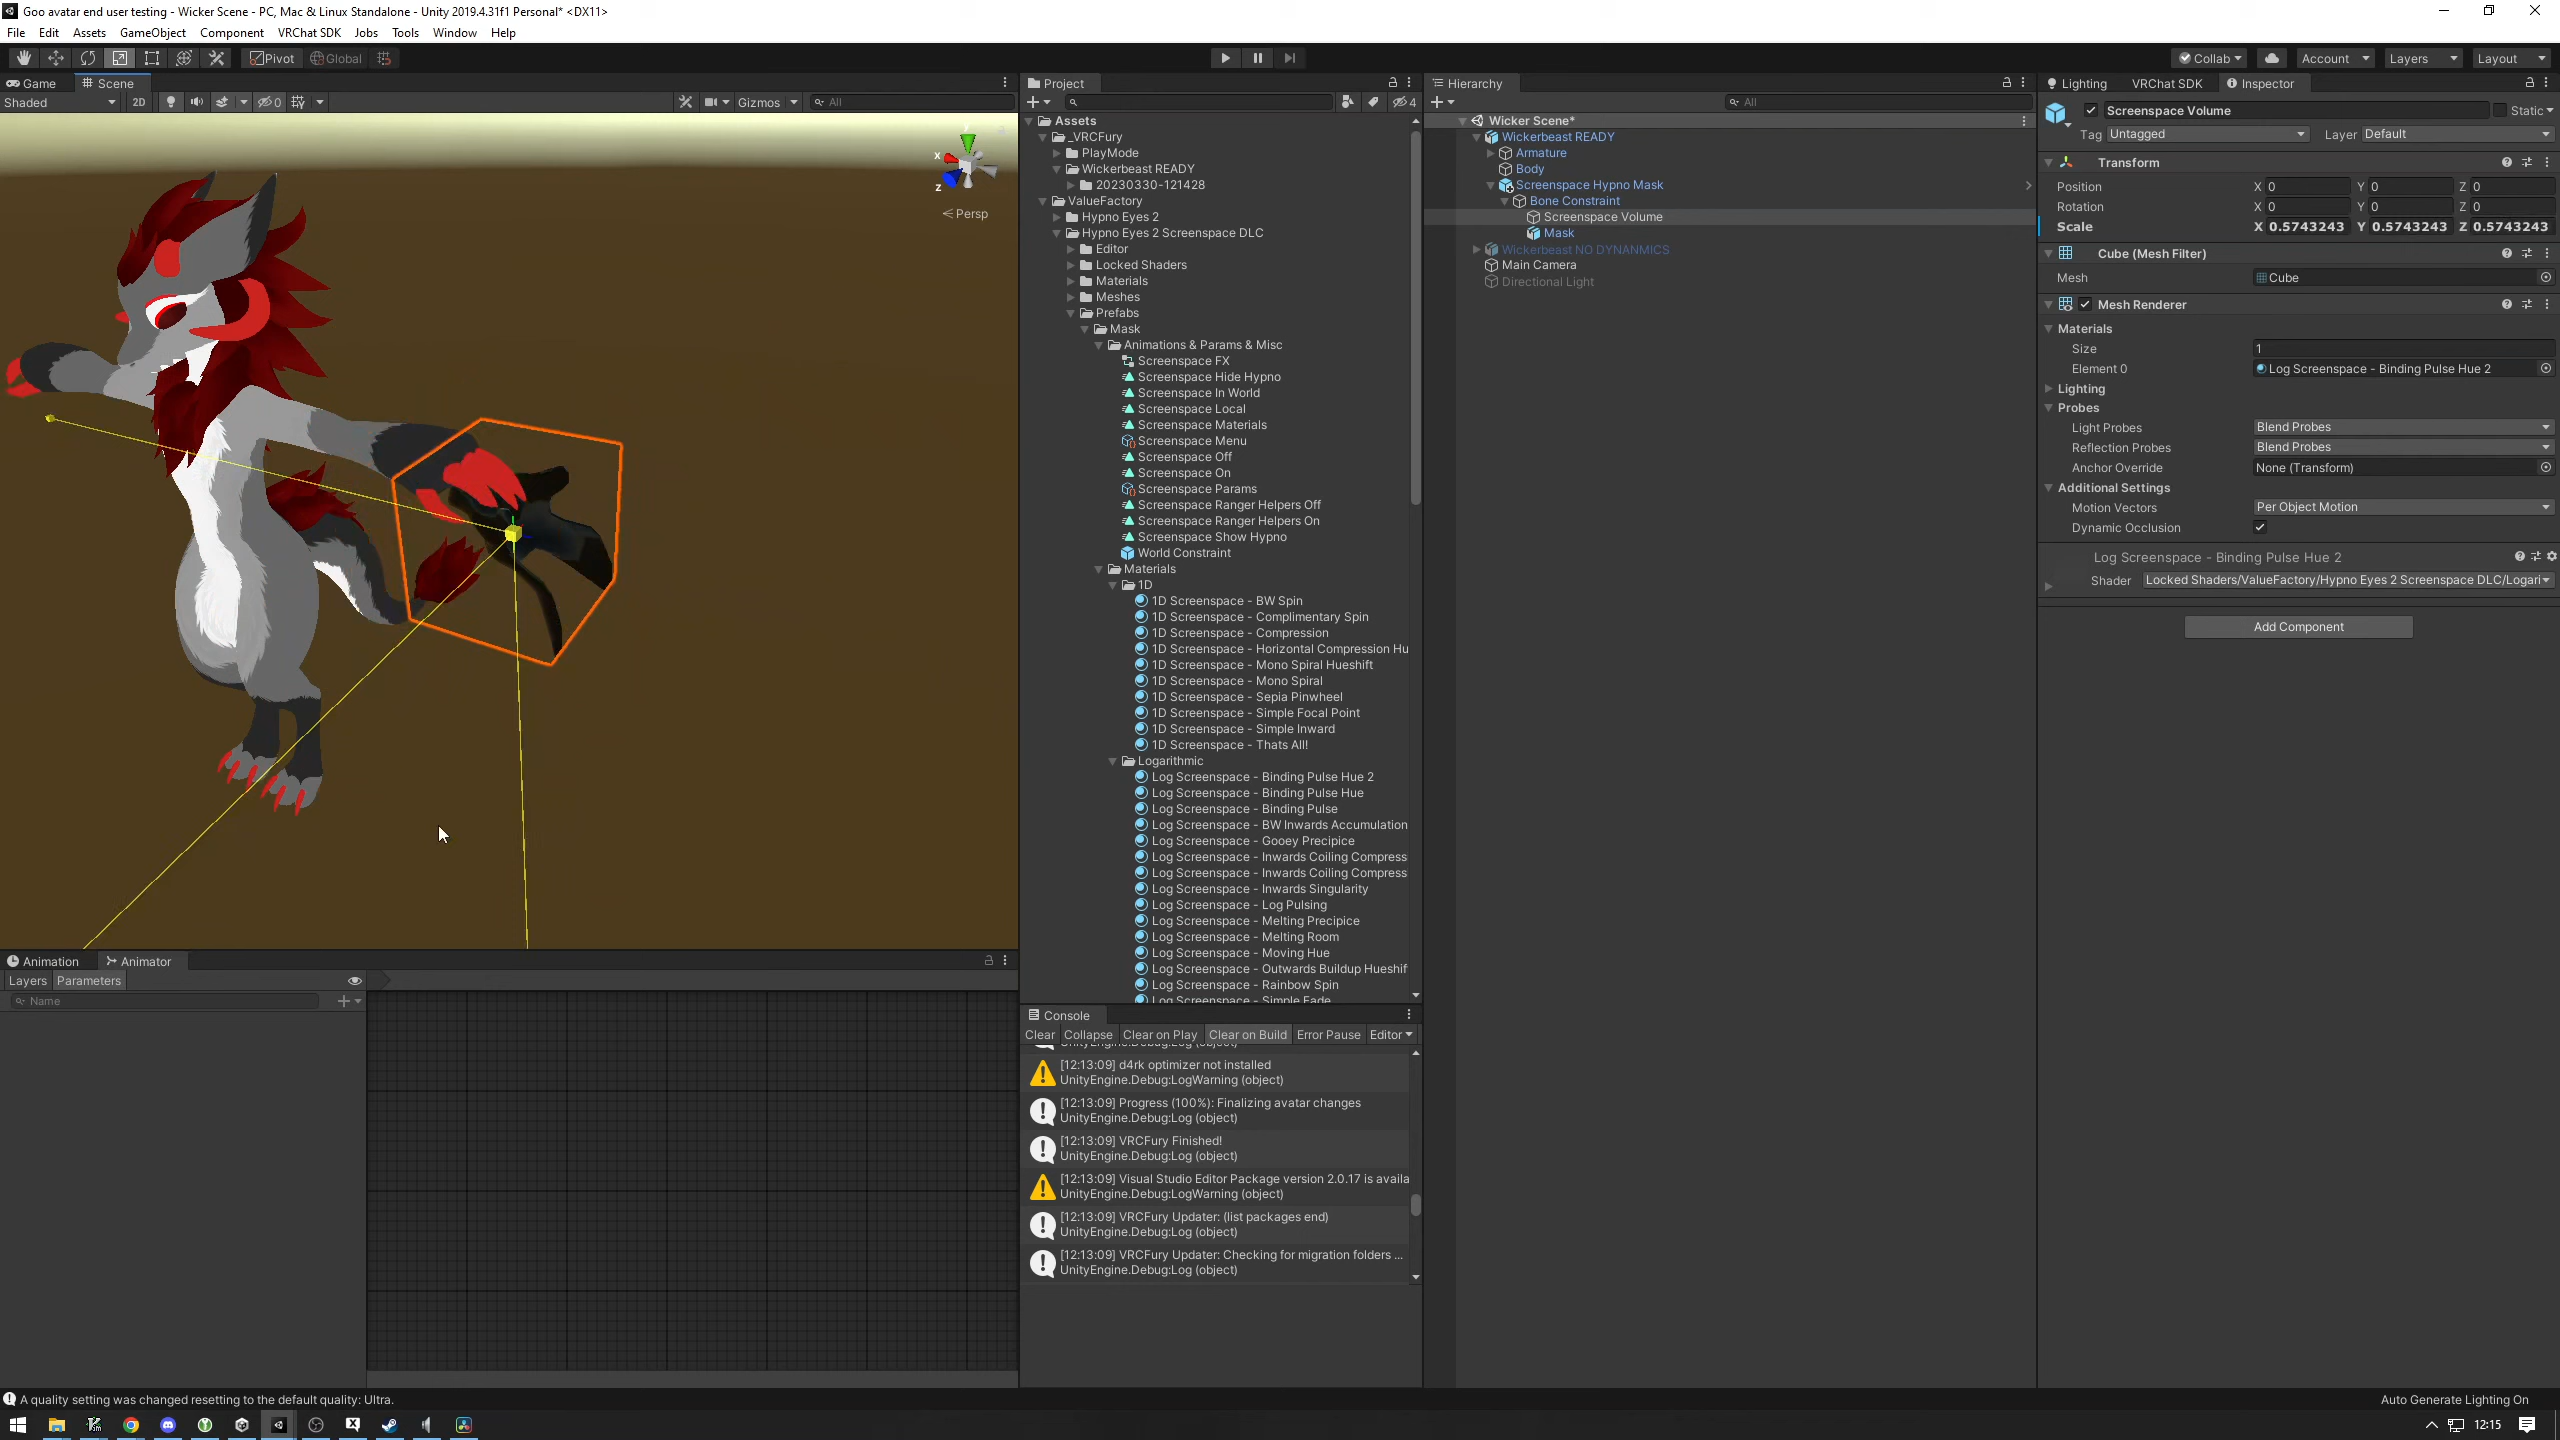 Goo avatar end user testing - Wicker Scene - PC, Mac & Linux Standalone - Unity 2019.4.31f1 Personal* <DX11>
File Edit Assets GameObject Component VRChat SDK Jobs Tools Window Help
Pivot Global Collab Account Layers Layout
Game Scene
Shaded 2D 0 Gizmos All
Y
X
Z
Persp
Animation Animator
Layers Parameters
Name
Project
4
Assets
_VRCFury
PlayMode
Wickerbeast READY
20230330-121428
ValueFactory
Hypno Eyes 2
Hypno Eyes 2 Screenspace DLC
Editor
Locked Shaders
Materials
Meshes
Prefabs
Mask
Animations & Params & Misc
Screenspace FX
Screenspace Hide Hypno
Screenspace In World
Screenspace Local
Screenspace Materials
Screenspace Menu
Screenspace Off
Screenspace On
Screenspace Params
Screenspace Ranger Helpers Off
Screenspace Ranger Helpers On
Screenspace Show Hypno
World Constraint
Materials
1D
1D Screenspace - BW Spin
1D Screenspace - Complimentary Spin
1D Screenspace - Compression
1D Screenspace - Horizontal Compression Hu
1D Screenspace - Mono Spiral Hueshift
1D Screenspace - Mono Spiral
1D Screenspace - Sepia Pinwheel
1D Screenspace - Simple Focal Point
1D Screenspace - Simple Inward
1D Screenspace - Thats All!
Logarithmic
Log Screenspace - Binding Pulse Hue 2
Log Screenspace - Binding Pulse Hue
Log Screenspace - Binding Pulse
Log Screenspace - BW Inwards Accumulation
Log Screenspace - Gooey Precipice
Log Screenspace - Inwards Coiling Compress
Log Screenspace - Inwards Coiling Compress
Log Screenspace - Inwards Singularity
Log Screenspace - Log Pulsing
Log Screenspace - Melting Precipice
Log Screenspace - Melting Room
Log Screenspace - Moving Hue
Log Screenspace - Outwards Buildup Hueshif
Log Screenspace - Rainbow Spin
Log Screenspace - Simple Fade
Console
Clear Collapse Clear on Play Clear on Build Error Pause Editor
UnityEngine.Debug:Log (object)
[12:13:09] d4rk optimizer not installed
UnityEngine.Debug:LogWarning (object)
[12:13:09] Progress (100%): Finalizing avatar changes
UnityEngine.Debug:Log (object)
[12:13:09] VRCFury Finished!
UnityEngine.Debug:Log (object)
[12:13:09] Visual Studio Editor Package version 2.0.17 is availa
UnityEngine.Debug:LogWarning (object)
[12:13:09] VRCFury Updater: (list packages end)
UnityEngine.Debug:Log (object)
[12:13:09] VRCFury Updater: Checking for migration folders ...
UnityEngine.Debug:Log (object)
Hierarchy
All
Wicker Scene*
Wickerbeast READY
Armature
Body
Screenspace Hypno Mask
Bone Constraint
Screenspace Volume
Mask
Wickerbeast NO DYNANMICS
Main Camera
Directional Light
Lighting VRChat SDK Inspector
Screenspace Volume Static
Tag Untagged Layer Default
Transform
Position X 0 Y 0 Z 0
Rotation X 0 Y 0 Z 0
Scale X 0.5743243 Y 0.5743243 Z 0.5743243
Cube (Mesh Filter)
Mesh Cube
Mesh Renderer
Materials
Size 1
Element 0 Log Screenspace - Binding Pulse Hue 2
Lighting
Probes
Light Probes Blend Probes
Reflection Probes Blend Probes
Anchor Override None (Transform)
Additional Settings
Motion Vectors Per Object Motion
Dynamic Occlusion
Log Screenspace - Binding Pulse Hue 2
Shader Locked Shaders/ValueFactory/Hypno Eyes 2 Screenspace DLC/Logari
Add Component
A quality setting was changed resetting to the default quality: Ultra.
Auto Generate Lighting On
12:15